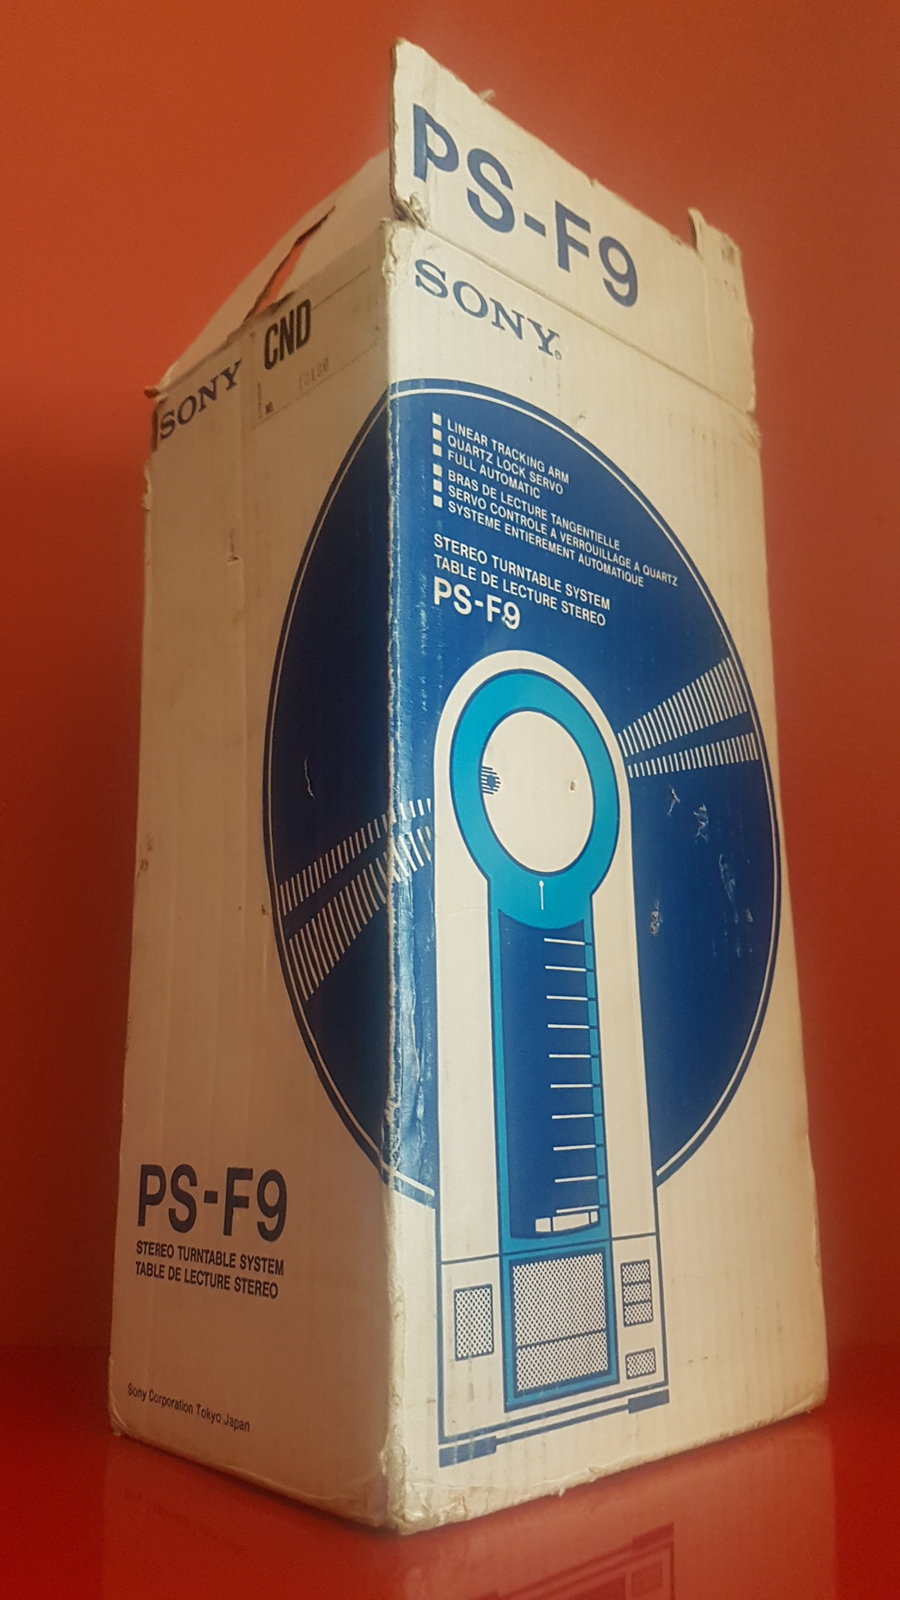 PS-F9
SONY
LINEAR TRACKING ARM
QUARTZ LOCK SERVO
FULL AUTOMATIC
BRAS DE LECTURE TANGENTIELLE
SERVO CONTROLE A VERROUILLAGE A QUARTZ
SYSTEME ENTIEREMENT AUTOMATIQUE
STEREO TURNTABLE SYSTEM
TABLE DE LECTURE STEREO
PS-F9
SONY
CND
PS-F9
STEREO TURNTABLE SYSTEM
TABLE DE LECTURE STEREO
Sony Corporation Tokyo Japan